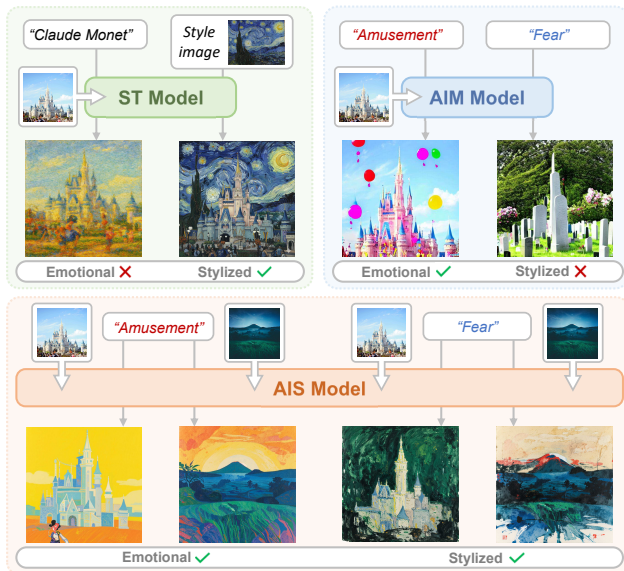 “Claude Monet”
Style
image
ST Model
Emotional
Stylized
“Amusement”
“Fear”
AIM Model
Emotional
Stylized
“Amusement”
“Fear”
AIS Model
Emotional
Stylized